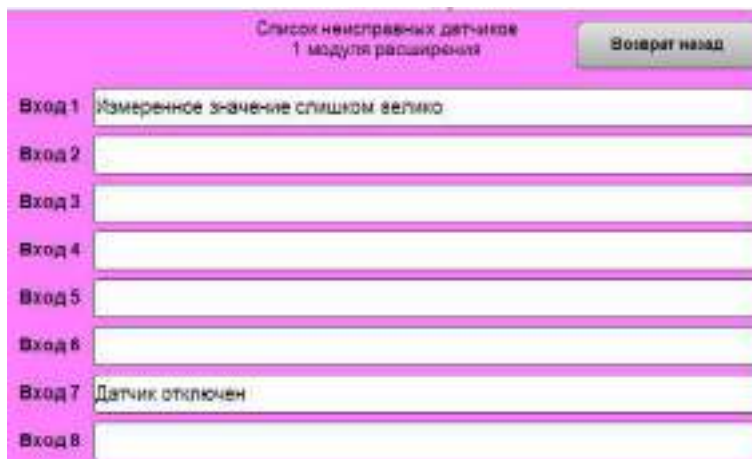 Список неисправных датчиков
1 модуля расширения
Возврат назад
Вход 1 Измеренное значение слишком велико
Вход 2
Вход 3
Вход 4
Вход 5
Вход 6
Вход 7 Датчик отключен
Вход 8